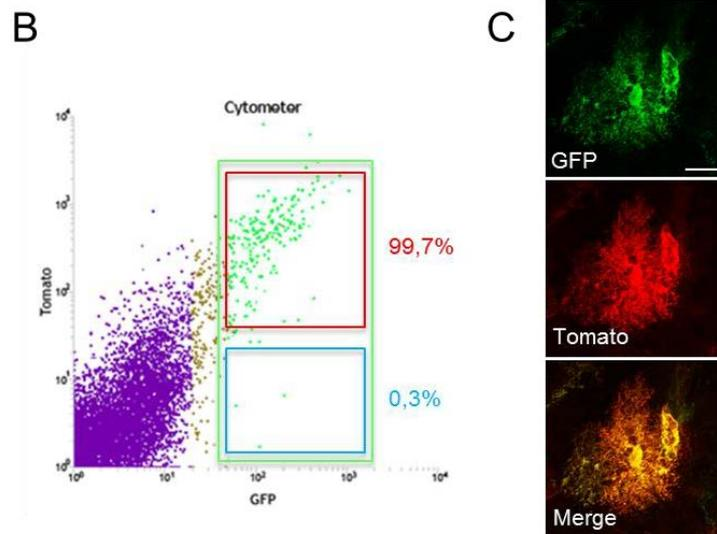 B
C
Cytometer
10⁴
10³
10²
10¹
10⁰
Tomato
10⁰
10¹
10²
10³
10⁴
GFP
99,7%
0,3%
GFP
Tomato
Merge